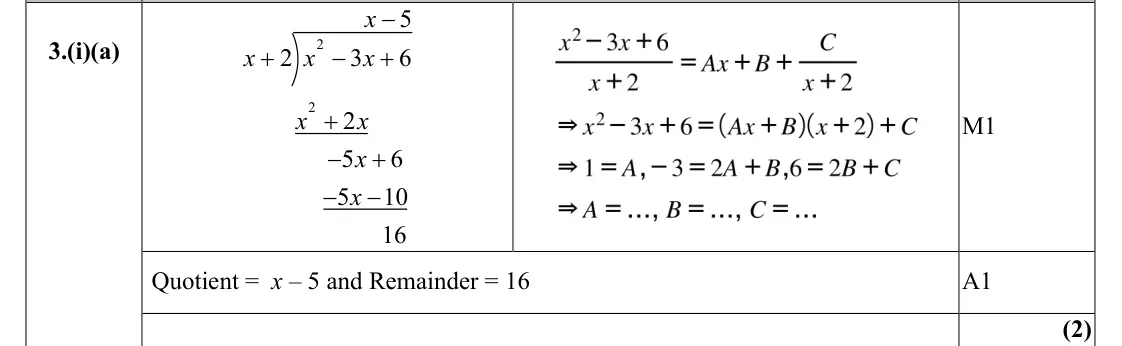 3.(i)(a)
x − 5
x + 2)x² − 3x + 6
x² + 2x
−5x + 6
−5x − 10
16
x² − 3x + 6 / x + 2 = Ax + B + C / x + 2
⇒ x² − 3x + 6 = (Ax + B)(x + 2) + C
⇒ 1 = A, − 3 = 2A + B, 6 = 2B + C
⇒ A = ..., B = ..., C = ...
M1
Quotient = x – 5 and Remainder = 16
A1
(2)